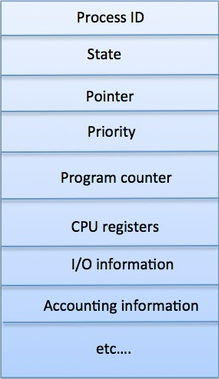 Process ID
State
Pointer
Priority
Program counter
CPU registers
I/O information
Accounting information
etc....